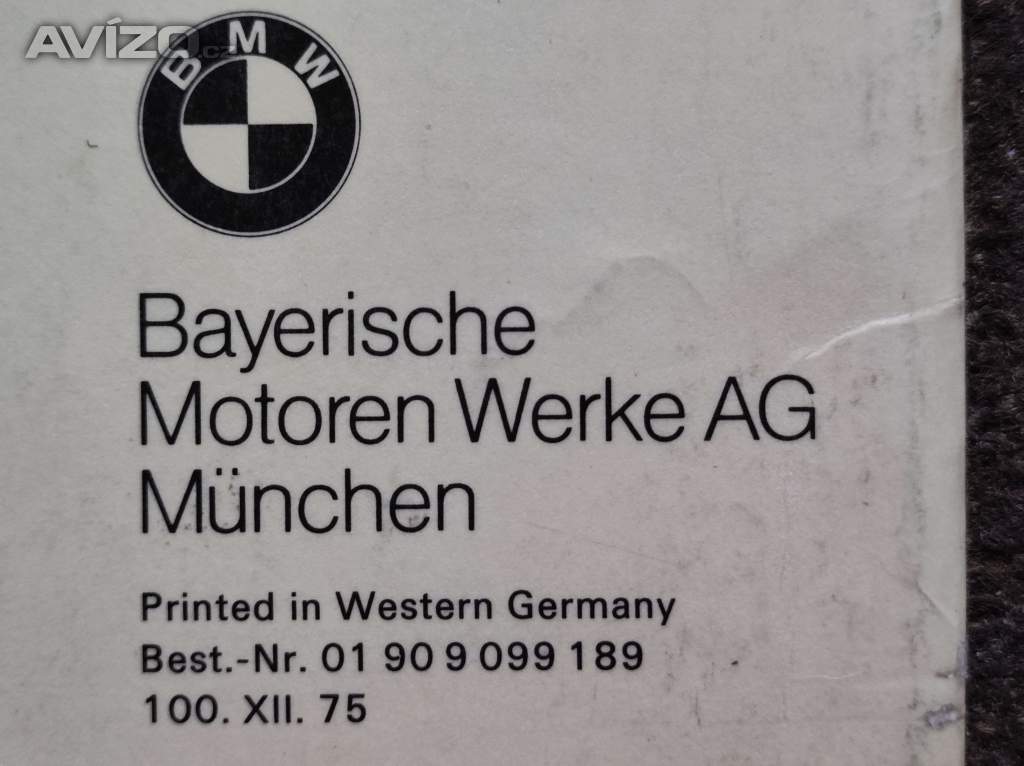 AVÍZO.cz
BMW
Bayerische
Motoren Werke AG
München
Printed in Western Germany
Best.-Nr. 01 90 9 099 189
100. XII. 75